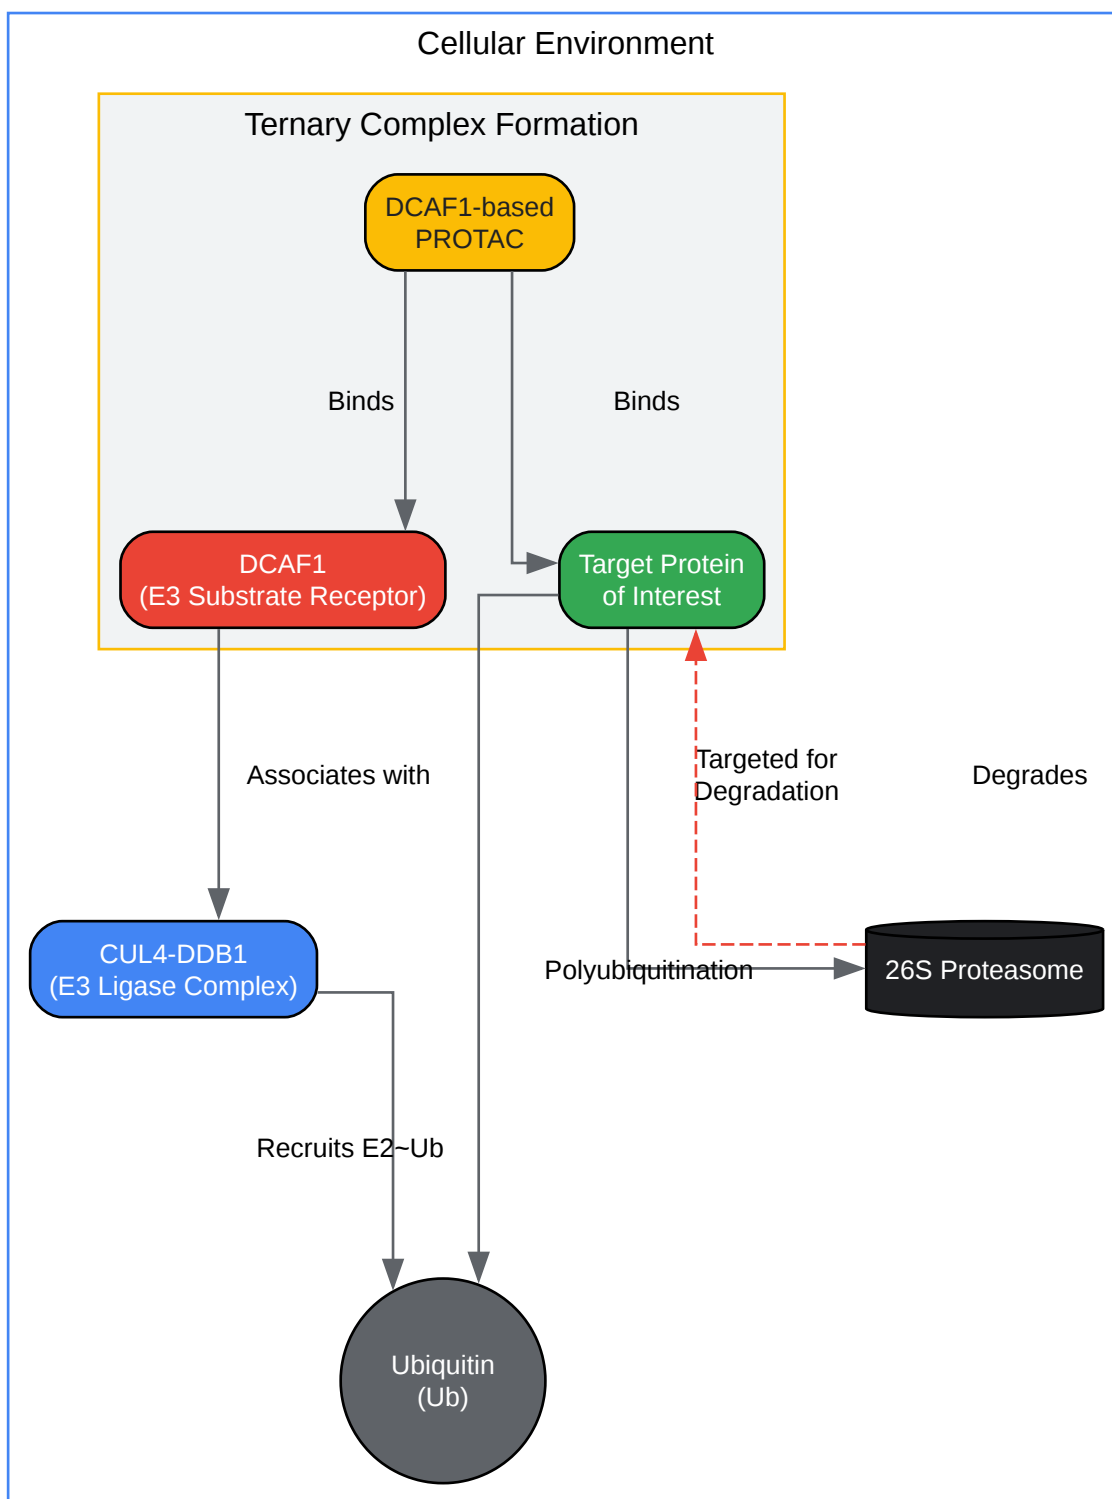 Cellular Environment
Ternary Complex Formation
DCAF1-based
PROTAC
Binds
Binds
DCAF1
(E3 Substrate Receptor)
Target Protein
of Interest
Associates with
Targeted for
Degradation
Degrades
CUL4-DDB1
(E3 Ligase Complex)
Polyubiquitination
26S Proteasome
Recruits E2~Ub
Ubiquitin
(Ub)